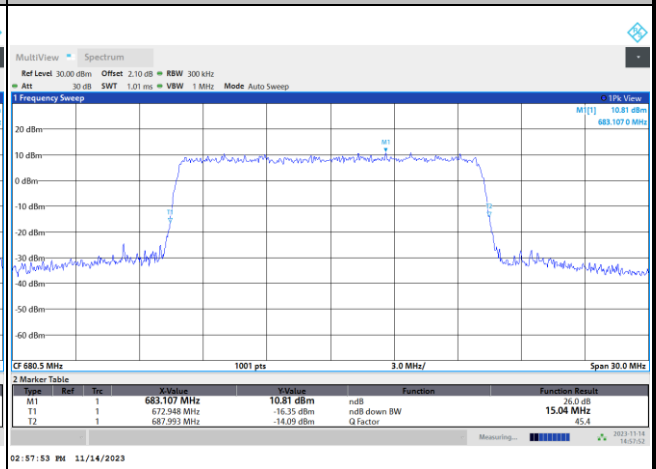 MultiView Spectrum
Ref Level 30.00 dBm Offset 2.10 dB RBW 300 kHz
Att 30 dB SWT 1.01 ms VBW 1 MHz Mode Auto Sweep
1 Frequency Sweep 1Pk View
M1[1] 10.81 dBm
683.107 0 MHz
M1
20 dBm
10 dBm
0 dBm
-10 dBm
T1 T2
-20 dBm
-30 dBm
-40 dBm
-50 dBm
-60 dBm
CF 680.5 MHz 1001 pts 3.0 MHz/ Span 30.0 MHz
2 Marker Table
Type Ref Trc X-Value Y-Value Function Function Result
M1 1 683.107 MHz 10.81 dBm ndB 26.0 dB
T1 1 672.948 MHz -16.35 dBm ndB down BW 15.04 MHz
T2 1 687.993 MHz -14.09 dBm Q Factor 45.4
Measuring... 2023-11-14
14:57:52
02:57:53 PM 11/14/2023